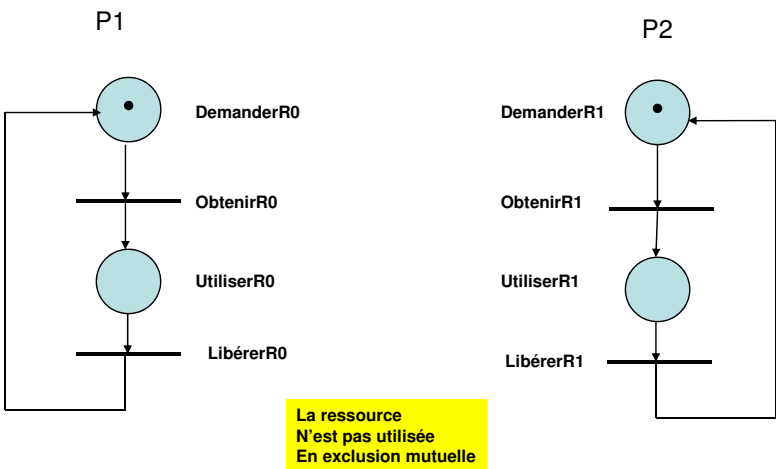 P1
P2
DemanderR0
DemanderR1
ObtenirR0
ObtenirR1
UtiliserR0
UtiliserR1
LibérerR0
LibérerR1
La ressource
N'est pas utilisée
En exclusion mutuelle